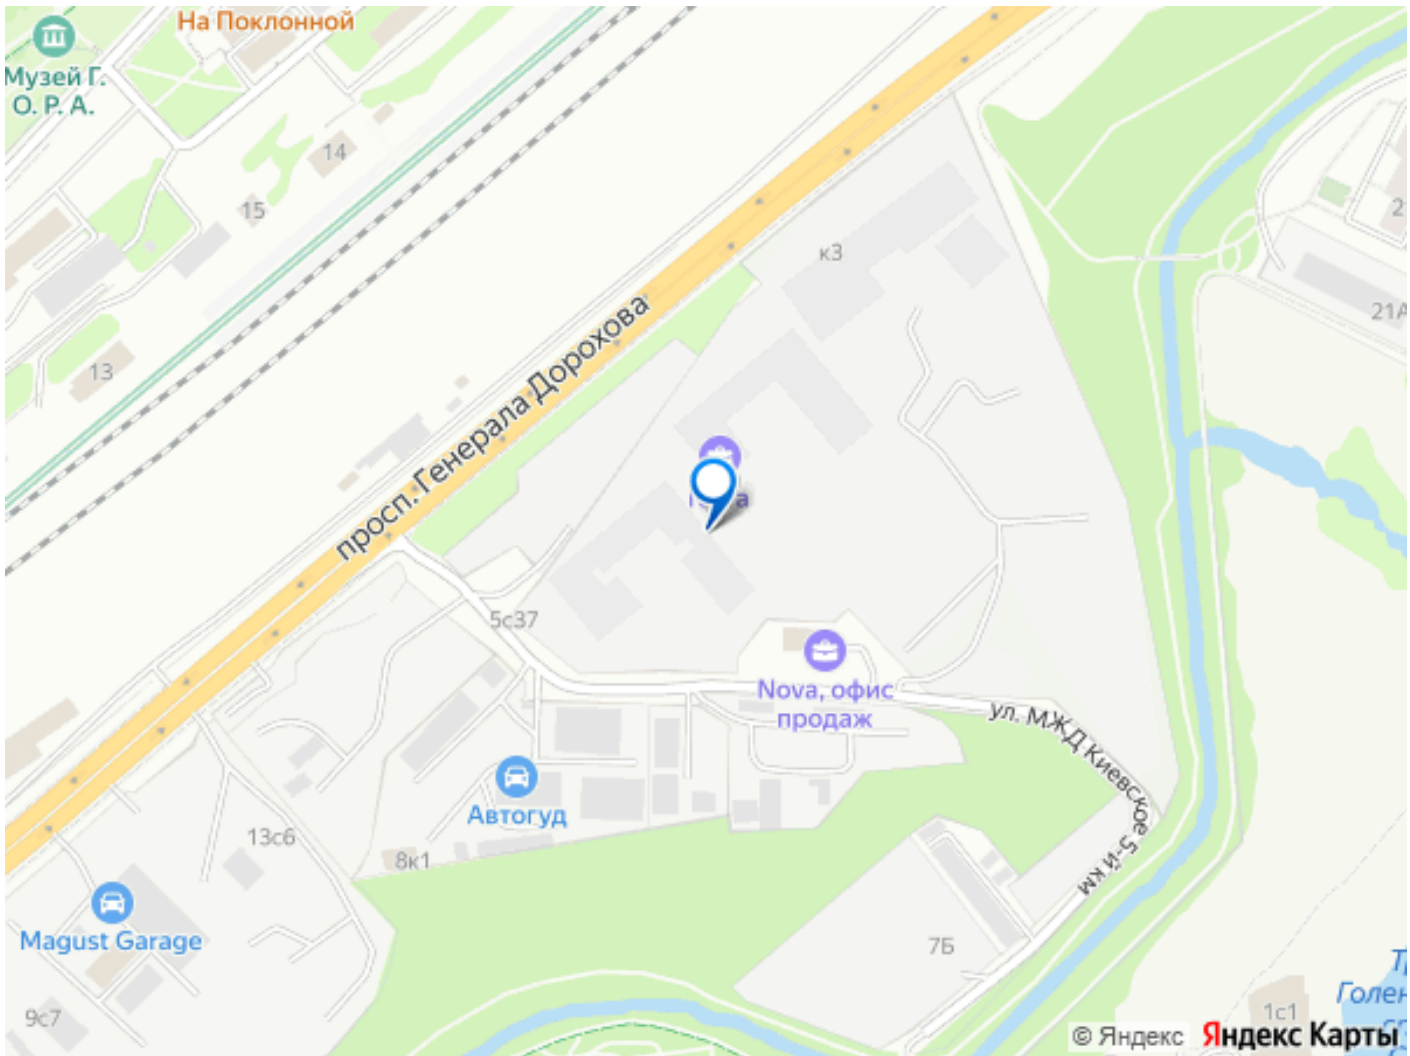 На Поклонной
Музей Г.
О. Р. А.
14
15
13
к3
21А
просп. Генерала Дорохова
5с37
Nova, офис
продаж
ул. МЖД Киевское 5-й км
Автогуд
13с6
8к1
Magust Garage
7Б
9с7
1с1
Голен
© Яндекс
Яндекс Карты